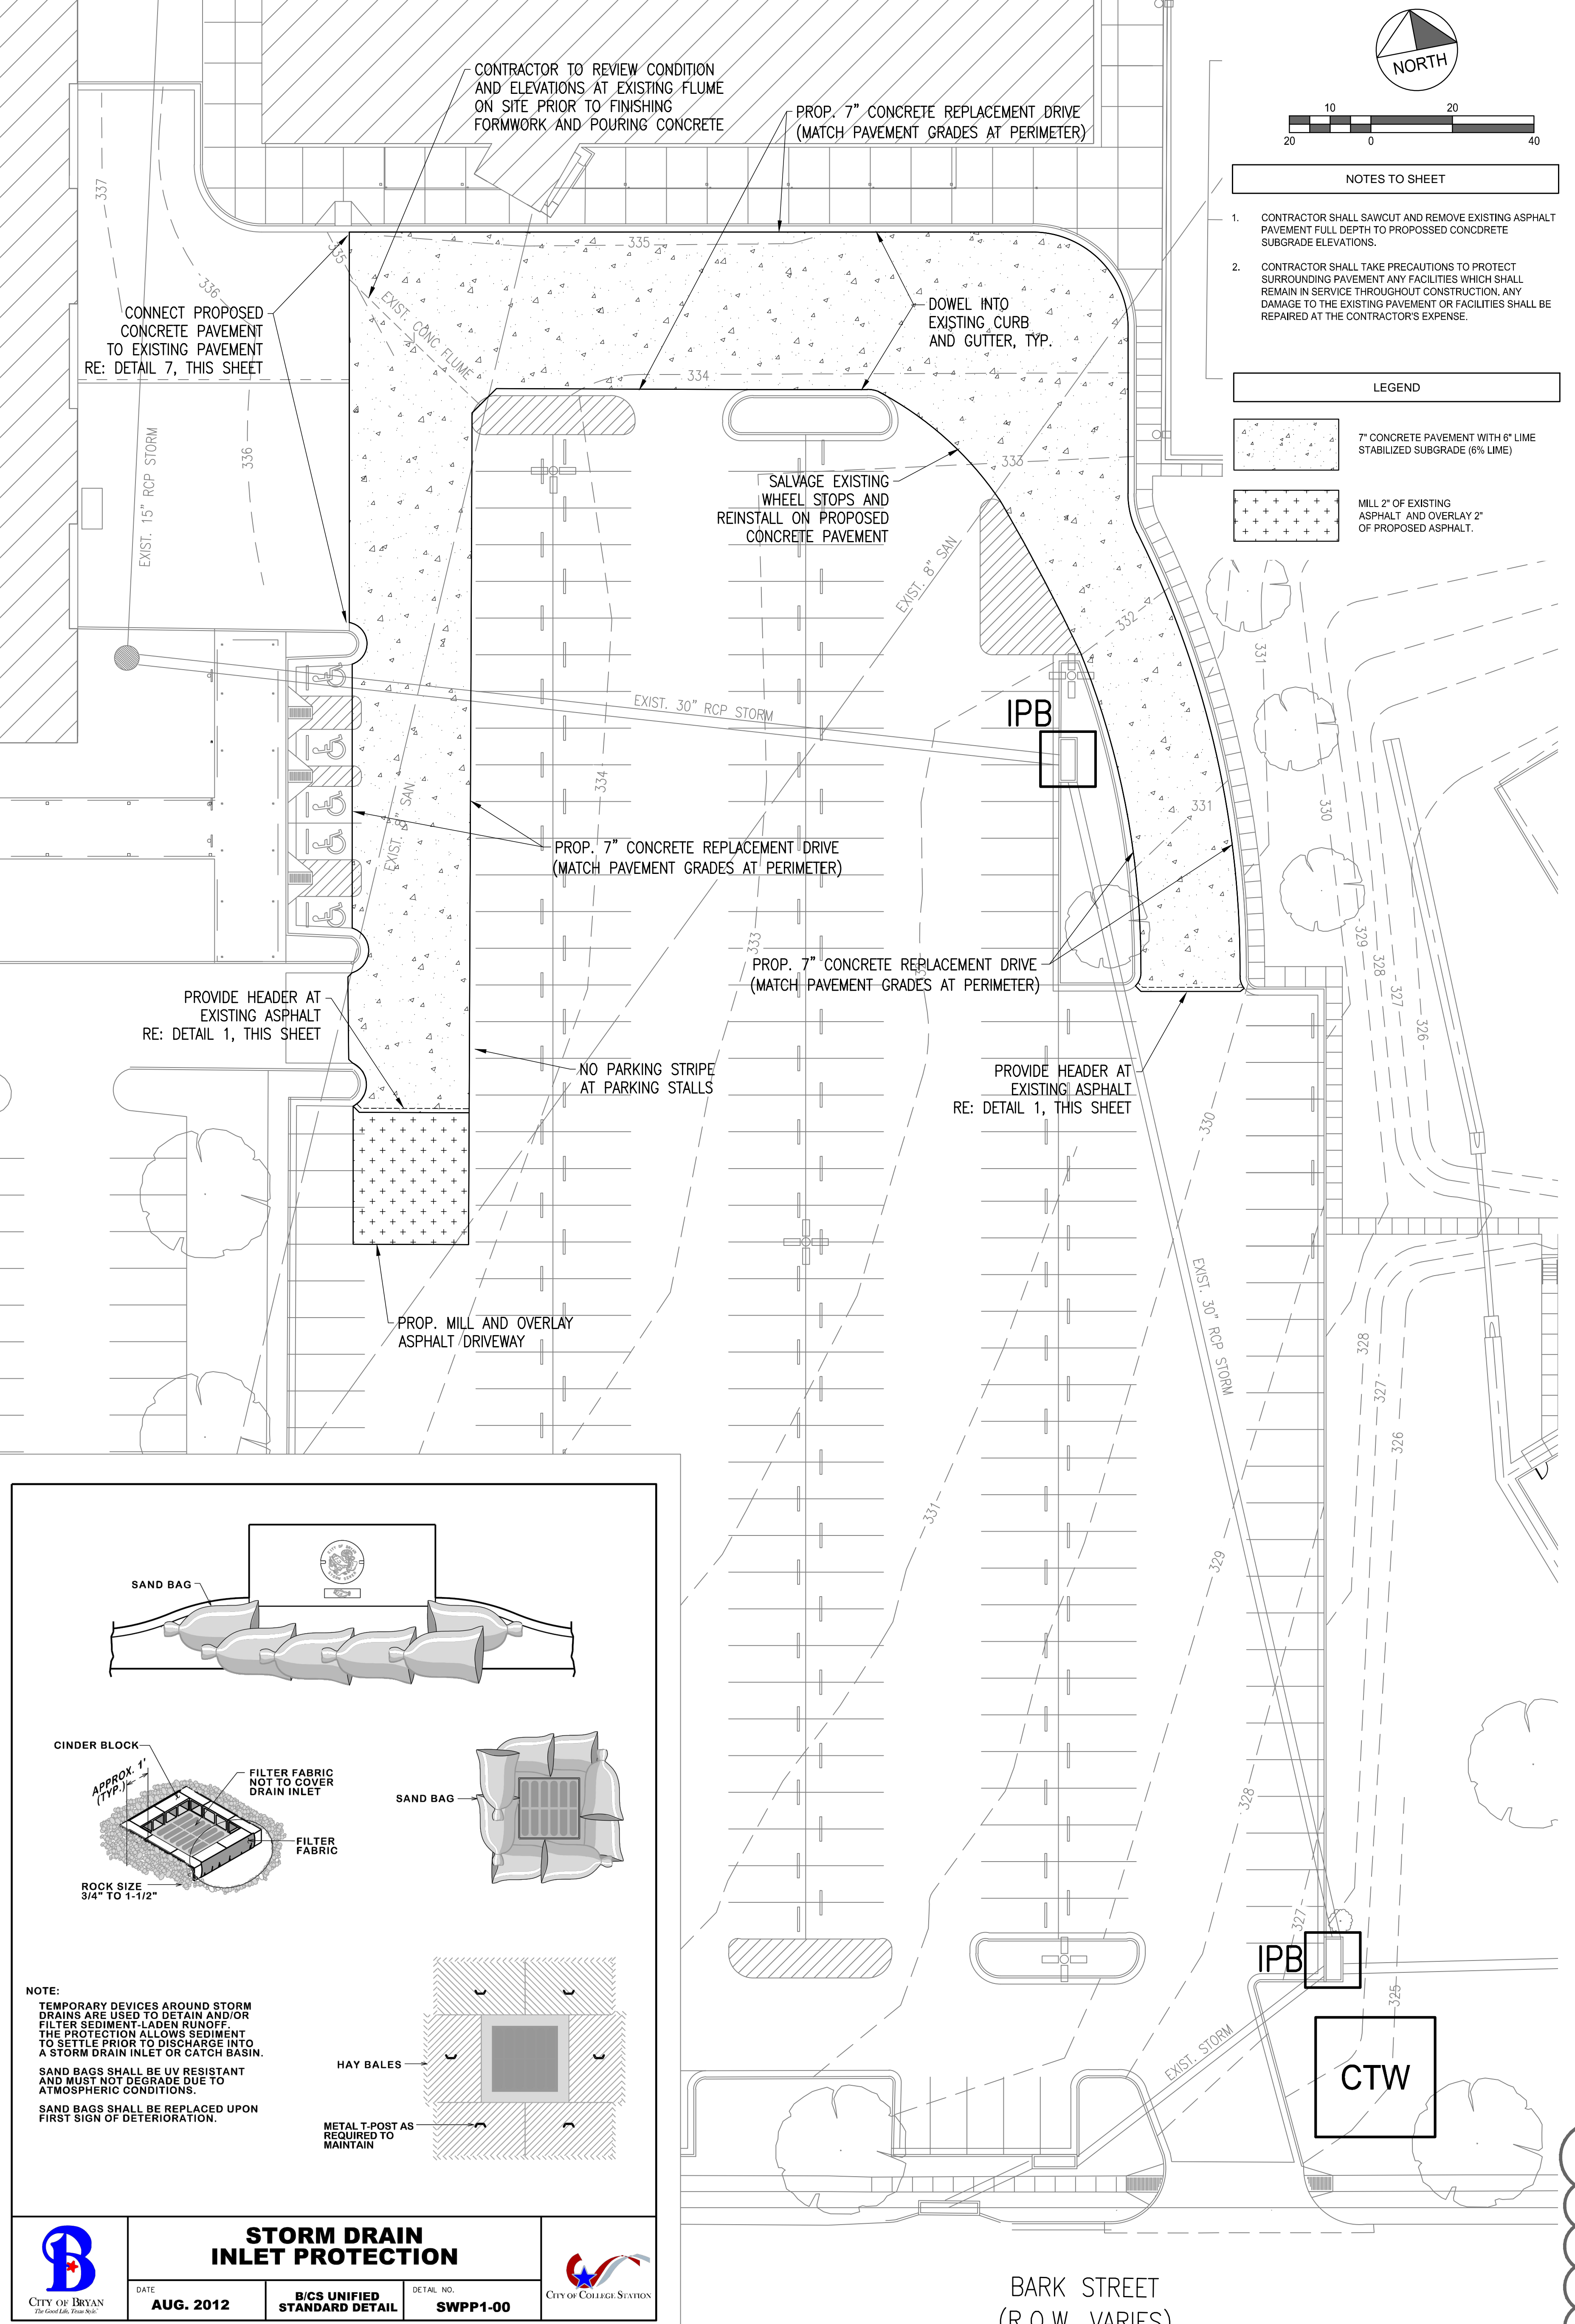 CONTRACTOR TO REVIEW CONDITION
AND ELEVATIONS AT EXISTING FLUME
ON SITE PRIOR TO FINISHING
FORMWORK AND POURING CONCRETE
PROP. 7" CONCRETE REPLACEMENT DRIVE
(MATCH PAVEMENT GRADES AT PERIMETER)
NORTH
10 20
20 0 40
NOTES TO SHEET
1. CONTRACTOR SHALL SAWCUT AND REMOVE EXISTING ASPHALT
PAVEMENT FULL DEPTH TO PROPOSSED CONCDRETE
SUBGRADE ELEVATIONS.
2. CONTRACTOR SHALL TAKE PRECAUTIONS TO PROTECT
SURROUNDING PAVEMENT ANY FACILITIES WHICH SHALL
REMAIN IN SERVICE THROUGHOUT CONSTRUCTION, ANY
DAMAGE TO THE EXISTING PAVEMENT OR FACILITIES SHALL BE
REPAIRED AT THE CONTRACTOR'S EXPENSE.
LEGEND
7" CONCRETE PAVEMENT WITH 6" LIME
STABILIZED SUBGRADE (6% LIME)
MILL 2" OF EXISTING
ASPHALT AND OVERLAY 2"
OF PROPOSED ASPHALT.
337
336
335
335
CONNECT PROPOSED
CONCRETE PAVEMENT
TO EXISTING PAVEMENT
RE: DETAIL 7, THIS SHEET
EXIST. CONC FLUME
DOWEL INTO
EXISTING CURB
AND GUTTER, TYP.
334
336
EXIST. 15" RCP STORM
333
SALVAGE EXISTING
WHEEL STOPS AND
REINSTALL ON PROPOSED
CONCRETE PAVEMENT
EXIST. 8" SAN
332
331
EXIST. 30" RCP STORM
IPB
334
EXIST. 8" SAN
331
330
PROP. 7" CONCRETE REPLACEMENT DRIVE
(MATCH PAVEMENT GRADES AT PERIMETER)
333
329
328
327
326
PROP. 7" CONCRETE REPLACEMENT DRIVE
(MATCH PAVEMENT GRADES AT PERIMETER)
PROVIDE HEADER AT
EXISTING ASPHALT
RE: DETAIL 1, THIS SHEET
NO PARKING STRIPE
AT PARKING STALLS
PROVIDE HEADER AT
EXISTING ASPHALT
RE: DETAIL 1, THIS SHEET
330
PROP. MILL AND OVERLAY
ASPHALT DRIVEWAY
EXIST. 30" RCP STORM
328
327
326
331
329
328
327
IPB
325
EXIST. STORM
CTW
BARK STREET
(R.O.W. VARIES)
SAND BAG
CINDER BLOCK
APPROX. 1'
(TYP.)
FILTER FABRIC
NOT TO COVER
DRAIN INLET
FILTER
FABRIC
ROCK SIZE
3/4" TO 1-1/2"
SAND BAG
NOTE:
TEMPORARY DEVICES AROUND STORM
DRAINS ARE USED TO DETAIN AND/OR
FILTER SEDIMENT-LADEN RUNOFF.
THE PROTECTION ALLOWS SEDIMENT
TO SETTLE PRIOR TO DISCHARGE INTO
A STORM DRAIN INLET OR CATCH BASIN.
SAND BAGS SHALL BE UV RESISTANT
AND MUST NOT DEGRADE DUE TO
ATMOSPHERIC CONDITIONS.
SAND BAGS SHALL BE REPLACED UPON
FIRST SIGN OF DETERIORATION.
HAY BALES
METAL T-POST AS
REQUIRED TO
MAINTAIN
B
CITY OF BRYAN
The Good Life, Texas Style.
STORM DRAIN
INLET PROTECTION
DATE
AUG. 2012
B/CS UNIFIED
STANDARD DETAIL
DETAIL NO.
SWPP1-00
CITY OF COLLEGE STATION